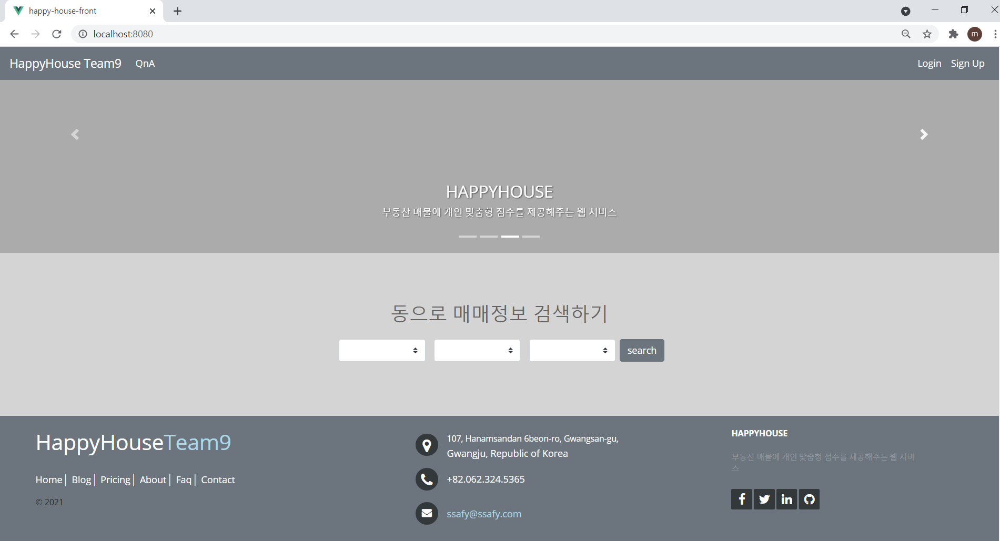 happy-house-front
localhost:8080
m
HappyHouse Team9 QnA Login Sign Up
HAPPYHOUSE
부동산 매물에 개인 맞춤형 점수를 제공해주는 웹 서비스
동으로 매매정보 검색하기
search
HappyHouseTeam9
Home Blog Pricing About Faq Contact
© 2021
107, Hanamsandan 6beon-ro, Gwangsan-gu,
Gwangju, Republic of Korea
+82.062.324.5365
ssafy@ssafy.com
HAPPYHOUSE
부동산 매물에 개인 맞춤형 점수를 제공해주는 웹 서비
스